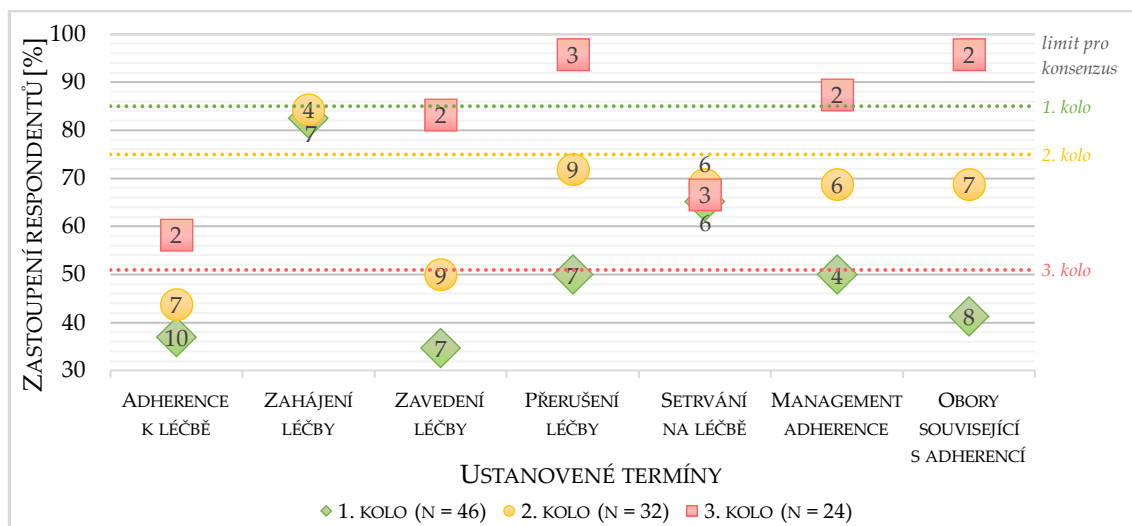 ZASTOUPENÍ RESPONDENTŮ [%]
100
90
80
70
60
50
40
30
limit pro
konsenzus
1. kolo
2. kolo
3. kolo
2
7
10
4
7
2
9
7
3
9
7
6
3
6
2
6
4
2
7
8
ADHERENCE
K LÉČBĚ
ZAHÁJENÍ
LÉČBY
ZAVEDENÍ
LÉČBY
PŘERUŠENÍ
LÉČBY
SETRVÁNÍ
NA LÉČBĚ
MANAGEMENT
ADHERENCE
OBORY
SOUVISEJÍCÍ
S ADHERENCÍ
USTANOVENÉ TERMÍNY
1. KOLO (N = 46) 2. KOLO (N = 32) 3. KOLO (N = 24)